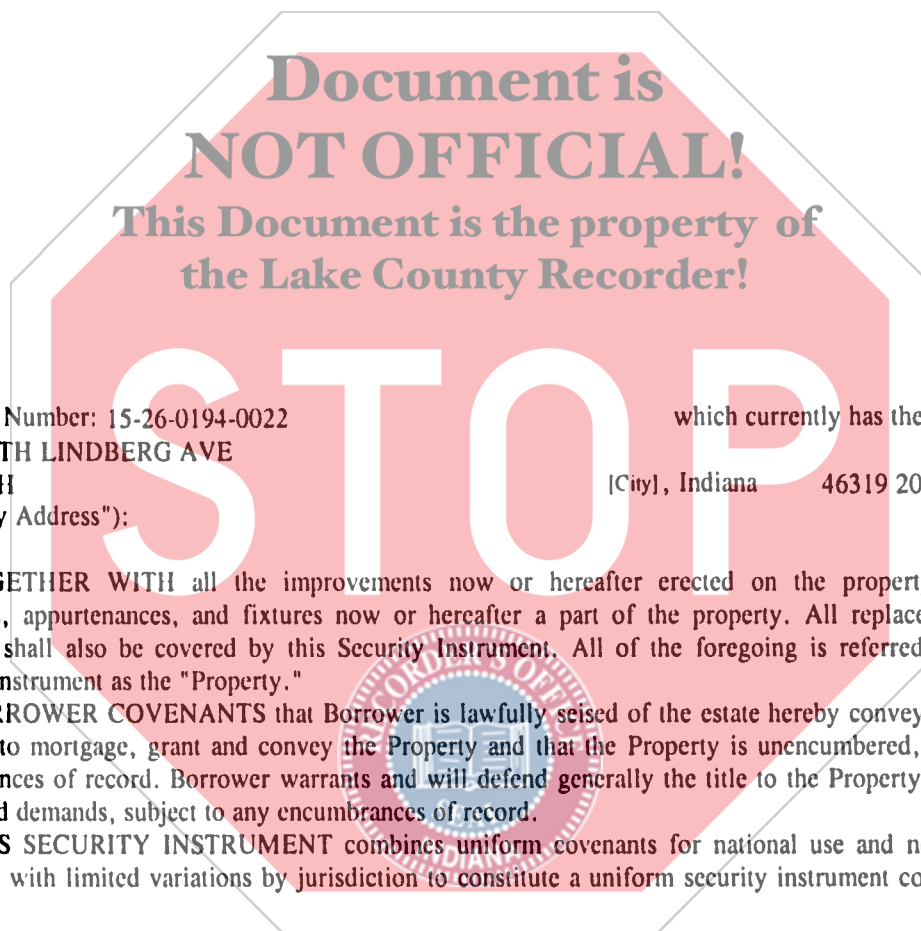 Document is
NOT OFFICIAL!
This Document is the property of
the Lake County Recorder!
STOP
Number: 15-26-0194-0022 which currently has the
TH LINDBERG AVE
H [City], Indiana 46319 20
y Address"):
GETHER WITH all the improvements now or hereafter erected on the propert
, appurtenances, and fixtures now or hereafter a part of the property. All replace
shall also be covered by this Security Instrument. All of the foregoing is referred
nstrument as the "Property."
RROWER COVENANTS that Borrower is lawfully seised of the estate hereby convey
to mortgage, grant and convey the Property and that the Property is unencumbered,
nces of record. Borrower warrants and will defend generally the title to the Property
d demands, subject to any encumbrances of record.
S SECURITY INSTRUMENT combines uniform covenants for national use and n
with limited variations by jurisdiction to constitute a uniform security instrument co
RECORDER'S OFFICE
INDIANA